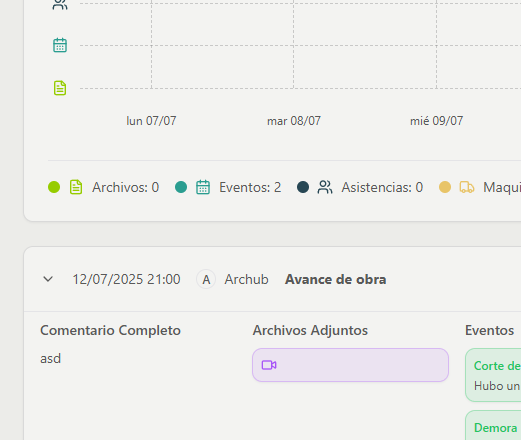 lun 07/07 mar 08/07 mié 09/07
Archivos: 0 Eventos: 2 Asistencias: 0
12/07/2025 21:00 A Archub Avance de obra
Comentario Completo Archivos Adjuntos Eventos
asd
Corte de
Hubo un
Demora